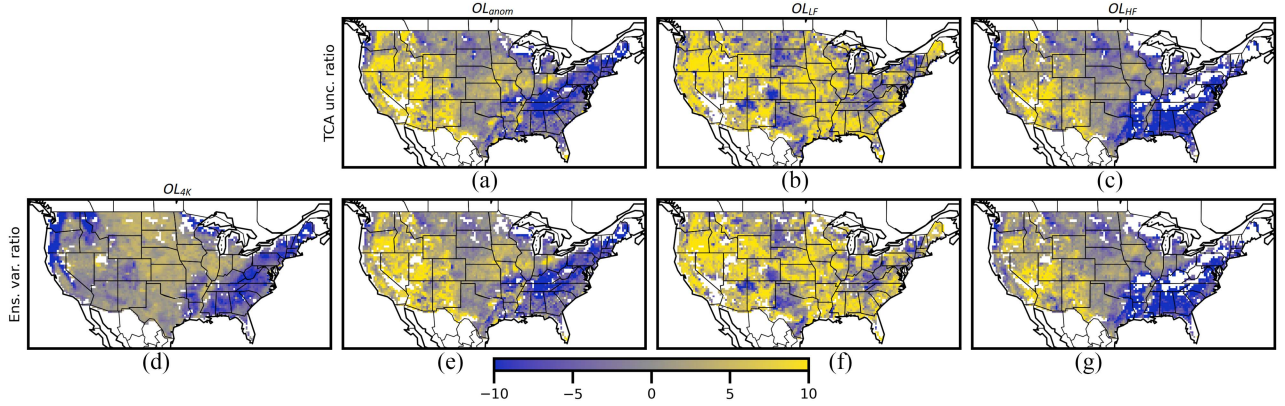 OL_anom OL_LF OL_HF
TCA unc. ratio
(a) (b) (c)
OL_4K
Ens. var. ratio
(d) (e) (f) (g)
−10 −5 0 5 10